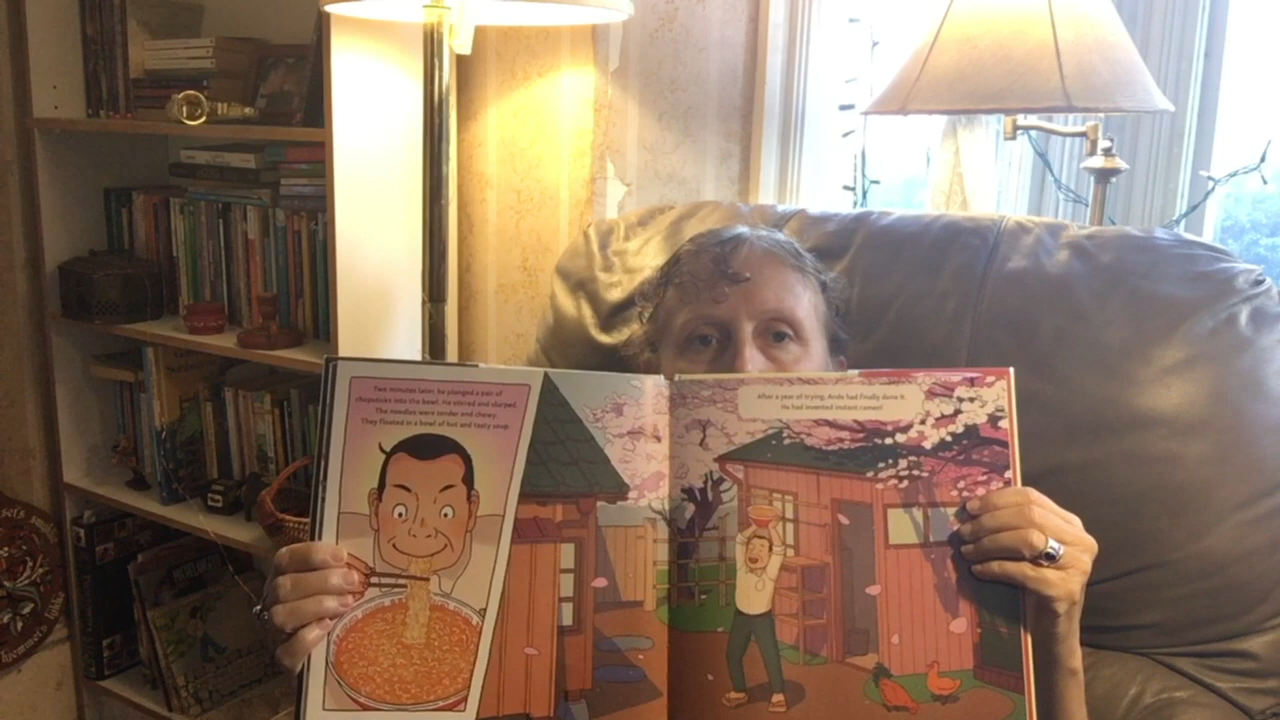 Two minutes later, he plunged a pair of
chopsticks into the bowl. He stirred and slurped.
The noodles were tender and chewy.
They floated in a bowl of hot and tasty soup.
After a year of trying, Ando had finally done it.
He had invented instant ramen!